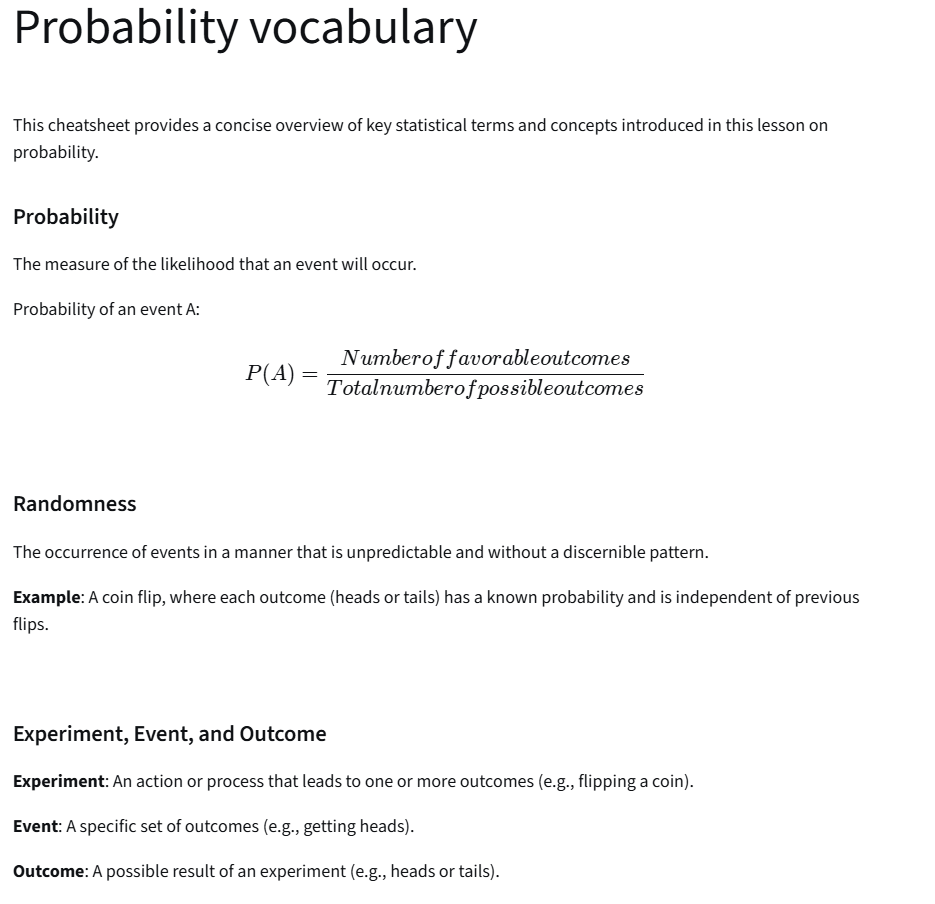 Probability vocabulary
This cheatsheet provides a concise overview of key statistical terms and concepts introduced in this lesson on
probability.
Probability
The measure of the likelihood that an event will occur.
Probability of an event A:
P(A) = Numberoffavorableoutcomes / Totalnumberofpossibleoutcomes
Randomness
The occurrence of events in a manner that is unpredictable and without a discernible pattern.
Example: A coin flip, where each outcome (heads or tails) has a known probability and is independent of previous
flips.
Experiment, Event, and Outcome
Experiment: An action or process that leads to one or more outcomes (e.g., flipping a coin).
Event: A specific set of outcomes (e.g., getting heads).
Outcome: A possible result of an experiment (e.g., heads or tails).